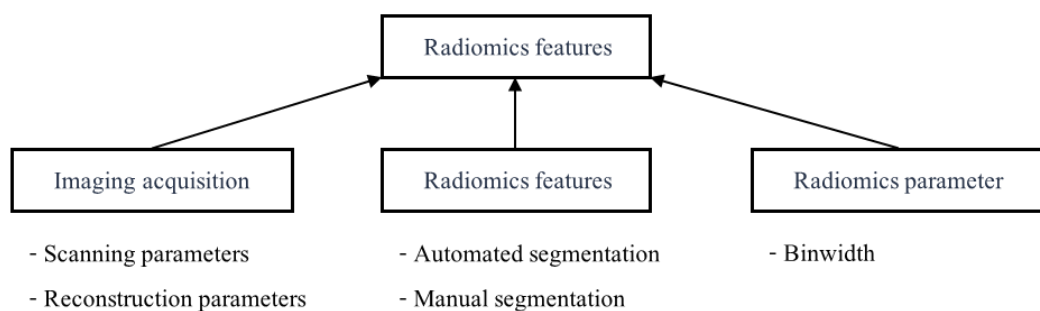 Radiomics features
Imaging acquisition
Radiomics features
Radiomics parameter
- Scanning parameters
- Reconstruction parameters
- Automated segmentation
- Manual segmentation
- Binwidth